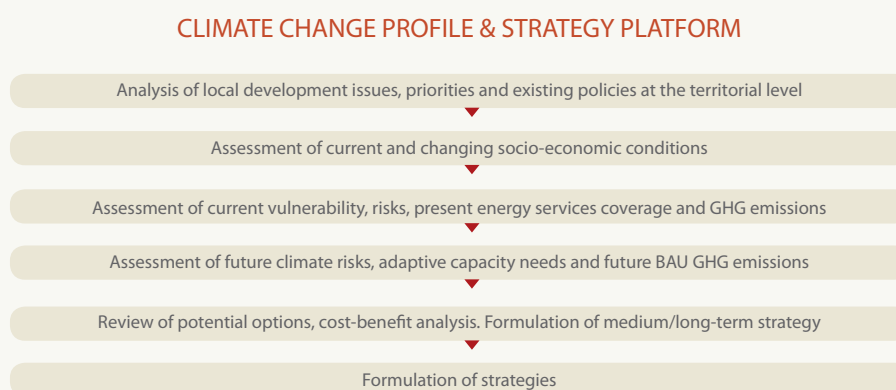 CLIMATE CHANGE PROFILE & STRATEGY PLATFORM
Analysis of local development issues, priorities and existing policies at the territorial level
Assessment of current and changing socio-economic conditions
Assessment of current vulnerability, risks, present energy services coverage and GHG emissions
Assessment of future climate risks, adaptive capacity needs and future BAU GHG emissions
Review of potential options, cost-benefit analysis. Formulation of medium/long-term strategy
Formulation of strategies